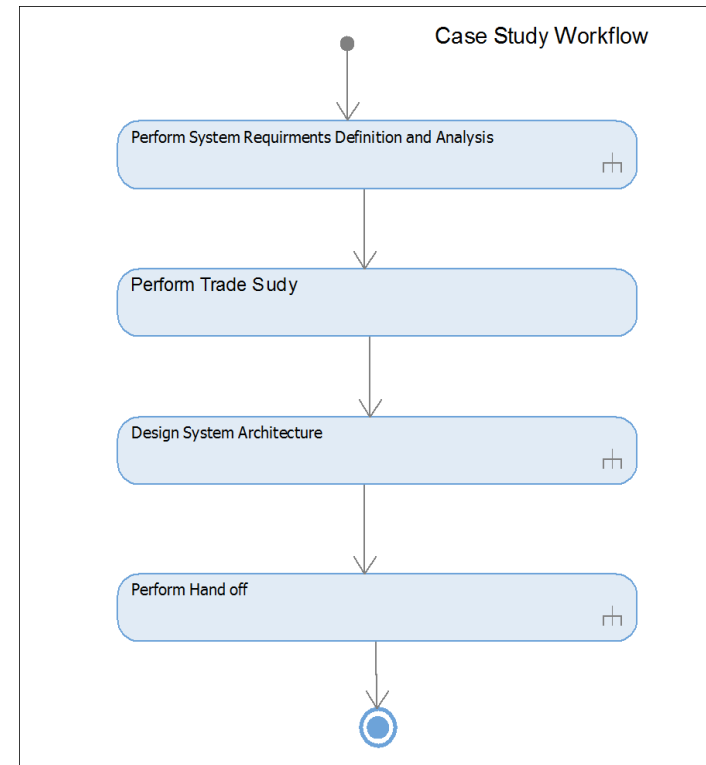 Case Study Workflow
Perform System Requirments Definition and Analysis
Perform Trade Sudy
Design System Architecture
Perform Hand off